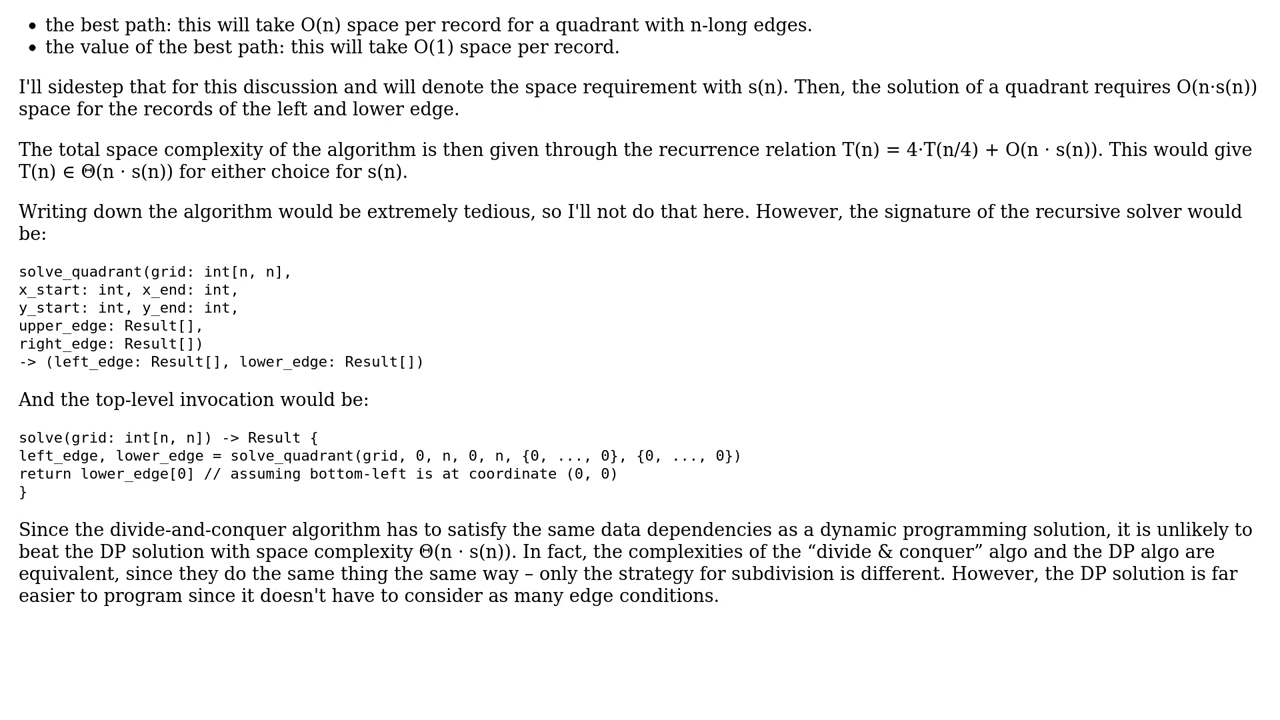 • the best path: this will take O(n) space per record for a quadrant with n-long edges.
• the value of the best path: this will take O(1) space per record.
I'll sidestep that for this discussion and will denote the space requirement with s(n). Then, the solution of a quadrant requires O(n·s(n))
space for the records of the left and lower edge.
The total space complexity of the algorithm is then given through the recurrence relation T(n) = 4·T(n/4) + O(n · s(n)). This would give
T(n) ∈ Θ(n · s(n)) for either choice for s(n).
Writing down the algorithm would be extremely tedious, so I'll not do that here. However, the signature of the recursive solver would
be:
solve_quadrant(grid: int[n, n],
x_start: int, x_end: int,
y_start: int, y_end: int,
upper_edge: Result[],
right_edge: Result[])
-> (left_edge: Result[], lower_edge: Result[])
And the top-level invocation would be:
solve(grid: int[n, n]) -> Result {
left_edge, lower_edge = solve_quadrant(grid, 0, n, 0, n, {0, ..., 0}, {0, ..., 0})
return lower_edge[0] // assuming bottom-left is at coordinate (0, 0)
}
Since the divide-and-conquer algorithm has to satisfy the same data dependencies as a dynamic programming solution, it is unlikely to
beat the DP solution with space complexity Θ(n · s(n)). In fact, the complexities of the “divide & conquer” algo and the DP algo are
equivalent, since they do the same thing the same way – only the strategy for subdivision is different. However, the DP solution is far
easier to program since it doesn't have to consider as many edge conditions.